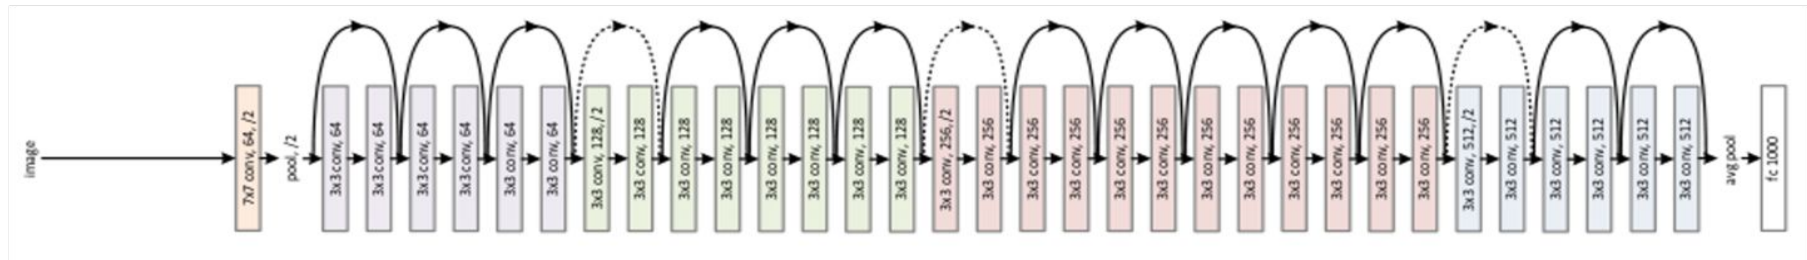 image
7x7 conv, 64, /2
pool, /2
3x3 conv, 64
3x3 conv, 64
3x3 conv, 64
3x3 conv, 64
3x3 conv, 64
3x3 conv, 64
3x3 conv, 128, /2
3x3 conv, 128
3x3 conv, 128
3x3 conv, 128
3x3 conv, 128
3x3 conv, 128
3x3 conv, 128
3x3 conv, 128
3x3 conv, 256, /2
3x3 conv, 256
3x3 conv, 256
3x3 conv, 256
3x3 conv, 256
3x3 conv, 256
3x3 conv, 256
3x3 conv, 256
3x3 conv, 256
3x3 conv, 256
3x3 conv, 256
3x3 conv, 256
3x3 conv, 512, /2
3x3 conv, 512
3x3 conv, 512
3x3 conv, 512
3x3 conv, 512
3x3 conv, 512
avg pool
fc 1000